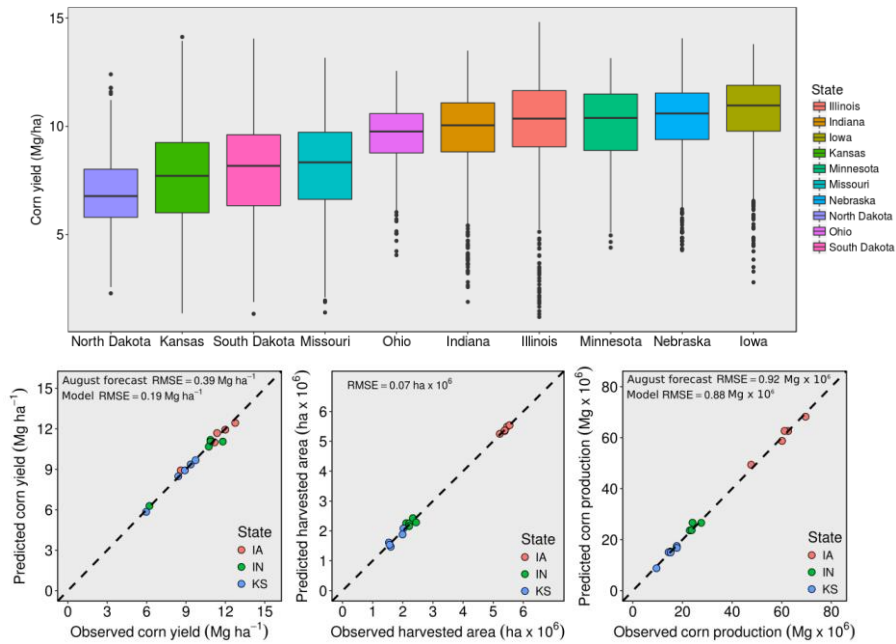 15
10
5
Corn yield (Mg/ha)
North Dakota Kansas South Dakota Missouri Ohio Indiana Illinois Minnesota Nebraska Iowa
State
Illinois
Indiana
Iowa
Kansas
Minnesota
Missouri
Nebraska
North Dakota
Ohio
South Dakota
August forecast RMSE = 0.39 Mg ha⁻¹
Model RMSE = 0.19 Mg ha⁻¹
Predicted corn yield (Mg ha⁻¹)
15
12
9
6
3
0
State
IA
IN
KS
0 3 6 9 12 15
Observed corn yield (Mg ha⁻¹)
RMSE = 0.07 ha x 10⁶
Predicted harvested area (ha × 10⁶)
6
5
4
3
2
1
0
State
IA
IN
KS
0 1 2 3 4 5 6
Observed harvested area (ha × 10⁶)
August forecast RMSE = 0.92 Mg x 10⁶
Model RMSE = 0.88 Mg x 10⁶
Predicted corn production (Mg × 10⁶)
80
60
40
20
0
State
IA
IN
KS
0 20 40 60 80
Observed corn production (Mg × 10⁶)